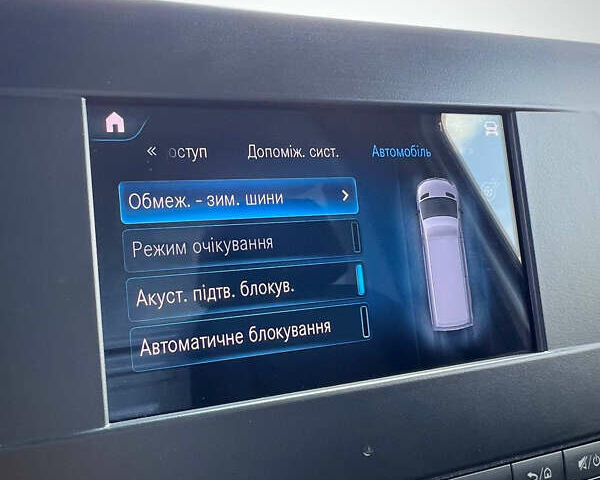 « оступ Допоміж. сист. Автомобіль
Обмеж. - зим. шини >
Режим очікування
Акуст. підтв. блокув.
Автоматичне блокування